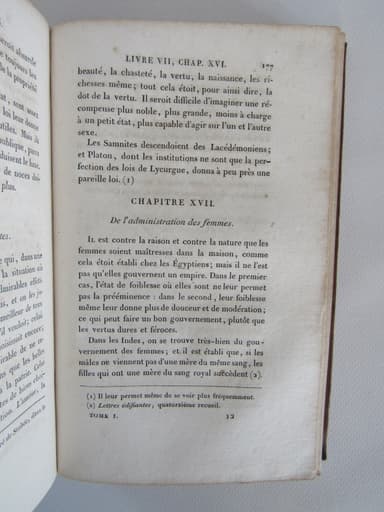 LIVRE VII, CHAP. XVI. 177
beauté, la chasteté, la vertu, la naissance, les ri-
chesses même; tout cela étoit, pour ainsi dire, la
dot de la vertu. Il seroit difficile d'imaginer une ré-
compense plus noble, plus grande, moins à charge
à un petit état, plus capable d'agir sur l'un et l'autre
sexe.
Les Samnites descendoient des Lacédémoniens;
et Platon, dont les institutions ne sont que la per-
fection des lois de Lycurgue, donna à peu près une
pareille loi. (1)
CHAPITRE XVII.
De l'administration des femmes.
Il est contre la raison et contre la nature que les
femmes soient maîtresses dans la maison, comme
cela étoit établi chez les Égyptiens; mais il ne l'est
pas qu'elles gouvernent un empire. Dans le premier
cas, l'état de foiblesse où elles sont ne leur permet
pas la prééminence: dans le second, leur foiblesse
même leur donne plus de douceur et de modération;
ce qui peut faire un bon gouvernement, plutôt que
les vertus dures et féroces.
Dans les Indes, on se trouve très-bien du gou-
vernement des femmes; et il est établi que, si les
mâles ne viennent pas d'une mère du même sang, les
filles qui ont une mère du sang royal succèdent (2).
(1) Il leur permet même de se voir plus fréquemment.
(2) Lettres édifiantes, quatorzième recueil.
TOME I. 12